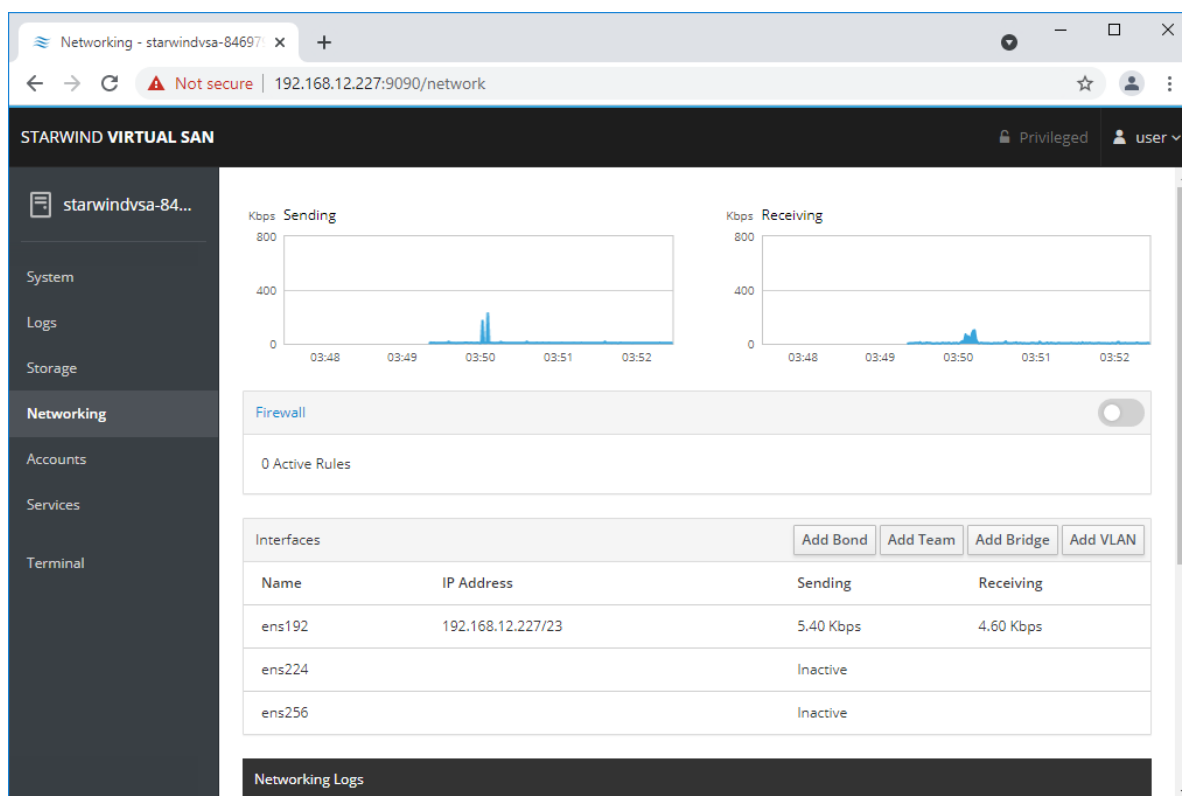 Networking - starwindvsa-84697
Not secure | 192.168.12.227:9090/network
STARWIND VIRTUAL SAN
Privileged
user
starwindvsa-84...
System
Logs
Storage
Networking
Accounts
Services
Terminal
Kbps Sending
800
400
0
03:48 03:49 03:50 03:51 03:52
Kbps Receiving
800
400
0
03:48 03:49 03:50 03:51 03:52
Firewall
0 Active Rules
Interfaces Add Bond Add Team Add Bridge Add VLAN
Name IP Address Sending Receiving
ens192 192.168.12.227/23 5.40 Kbps 4.60 Kbps
ens224 Inactive
ens256 Inactive
Networking Logs